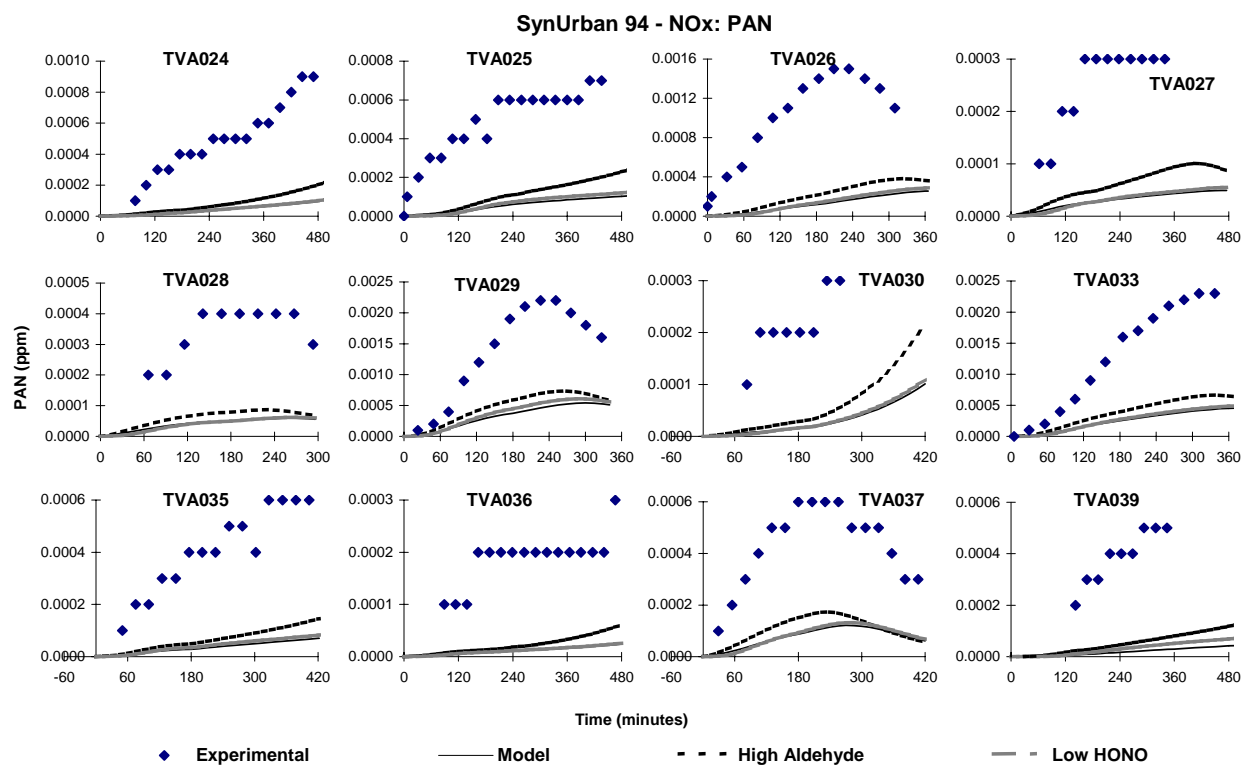 SynUrban 94 - NOx: PAN
TVA024
0.0010
0.0008
0.0006
0.0004
0.0002
0.0000
0 120 240 360 480
TVA025
0.0008
0.0006
0.0004
0.0002
0.0000
0 120 240 360 480
TVA026
0.0016
0.0012
0.0008
0.0004
0.0000
0 60 120 180 240 300 360
TVA027
0.0003
0.0002
0.0001
0.0000
0 120 240 360 480
PAN (ppm)
TVA028
0.0005
0.0004
0.0003
0.0002
0.0001
0.0000
0 60 120 180 240 300
TVA029
0.0025
0.0020
0.0015
0.0010
0.0005
0.0000
0 60 120 180 240 300 360
TVA030
0.0003
0.0002
0.0001
0.0000
-60 60 180 300 420
TVA033
0.0025
0.0020
0.0015
0.0010
0.0005
0.0000
0 60 120 180 240 300 360
TVA035
0.0006
0.0004
0.0002
0.0000
-60 60 180 300 420
TVA036
0.0003
0.0002
0.0001
0.0000
0 120 240 360 480
TVA037
0.0006
0.0004
0.0002
0.0000
-60 60 180 300 420
TVA039
0.0006
0.0004
0.0002
0.0000
0 120 240 360 480
Time (minutes)
Experimental Model High Aldehyde Low HONO